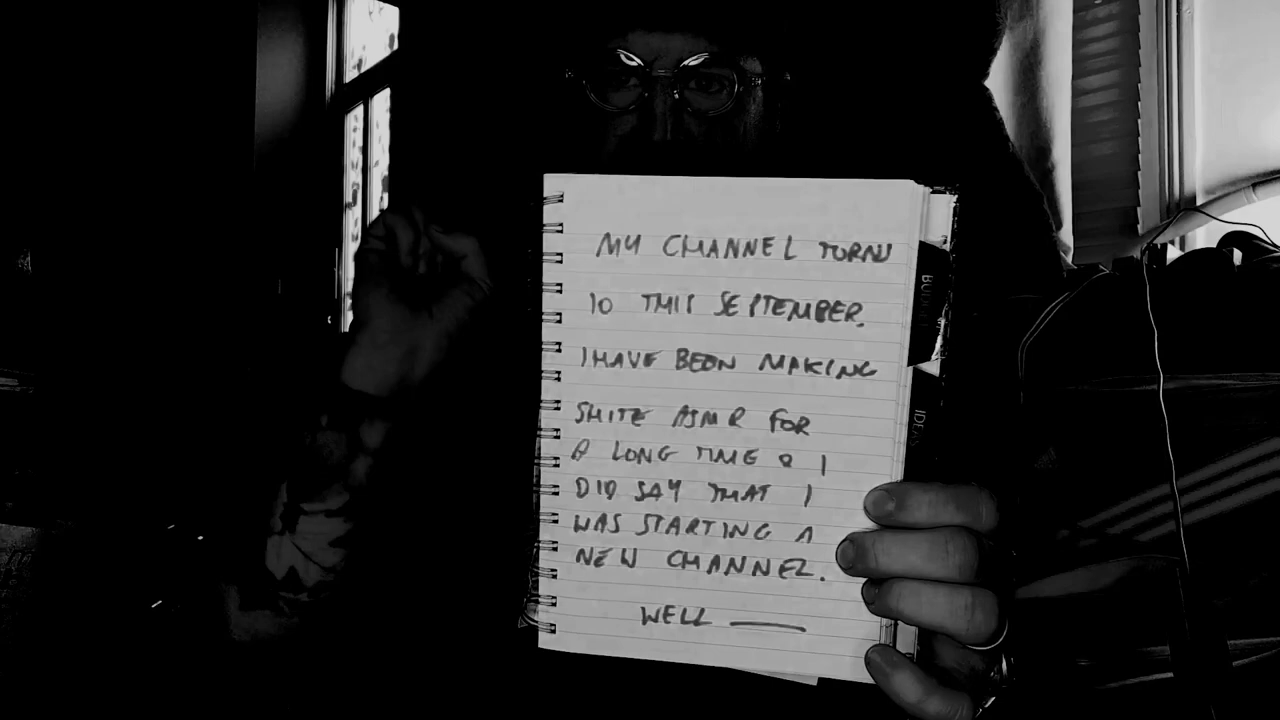 MY CHANNEL TURNS
10 THIS SEPTEMBER.
I HAVE BEEN MAKING
SHITE ASMR FOR
A LONG TIME & I
DID SAY THAT I
WAS STARTING A
NEW CHANNEL.
WELL ___
IDEAS